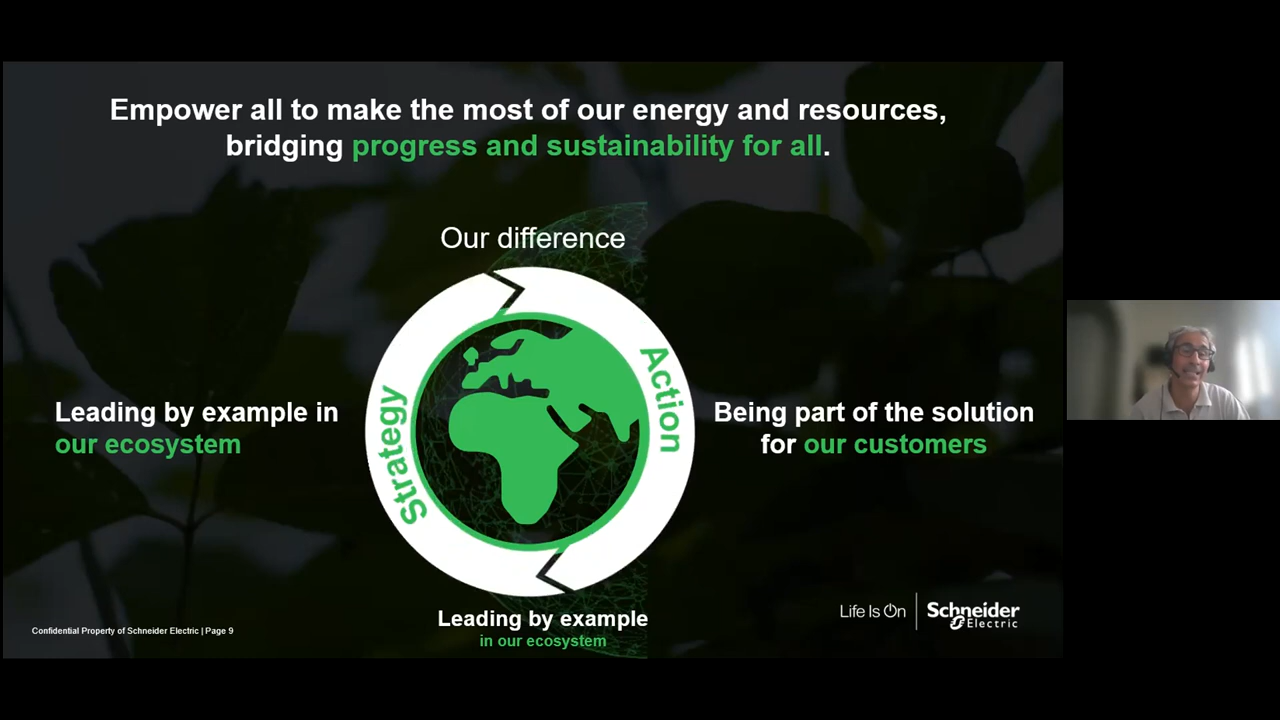 Empower all to make the most of our energy and resources,
bridging progress and sustainability for all.
Our difference
Strategy
Action
Leading by example in
our ecosystem
Being part of the solution
for our customers
Leading by example
in our ecosystem
Confidential Property of Schneider Electric | Page 9
Life Is On
Schneider
Electric